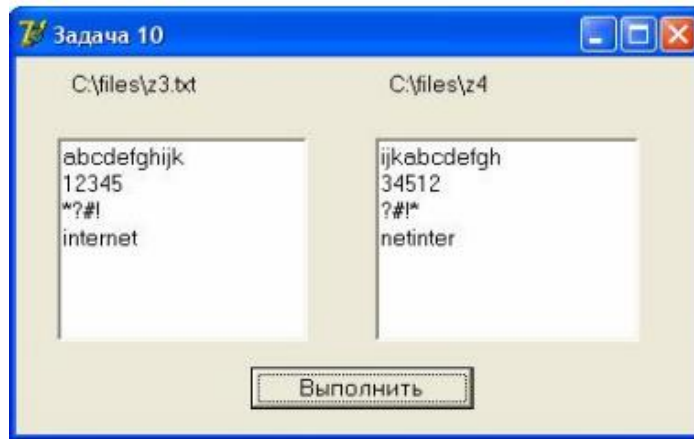 Задача 10
C:\files\z3.txt
C:\files\z4
abcdefghijk
12345
*?#!
internet
ijkabcdefgh
34512
?#!*
netinter
Выполнить